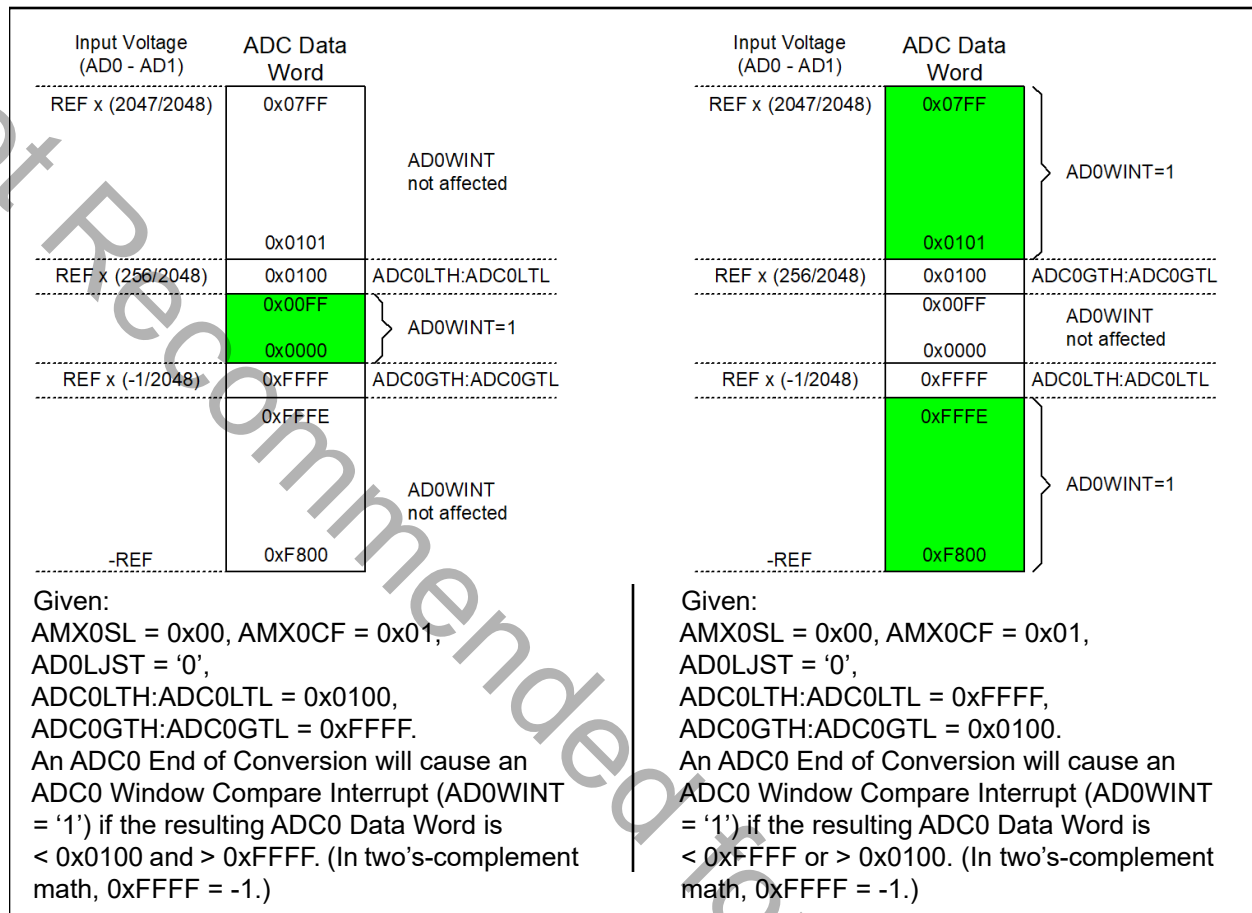 Input Voltage
(AD0 - AD1)
ADC Data
Word
REF x (2047/2048)
0x07FF
AD0WINT
not affected
0x0101
REF x (256/2048)
0x0100
ADC0LTH:ADC0LTL
0x00FF
AD0WINT=1
0x0000
REF x (-1/2048)
0xFFFF
ADC0GTH:ADC0GTL
0xFFFE
AD0WINT
not affected
-REF
0xF800
Given:
AMX0SL = 0x00, AMX0CF = 0x01,
AD0LJST = ‘0’,
ADC0LTH:ADC0LTL = 0x0100,
ADC0GTH:ADC0GTL = 0xFFFF.
An ADC0 End of Conversion will cause an
ADC0 Window Compare Interrupt (AD0WINT
= ‘1’) if the resulting ADC0 Data Word is
< 0x0100 and > 0xFFFF. (In two’s-complement
math, 0xFFFF = -1.)
Input Voltage
(AD0 - AD1)
ADC Data
Word
REF x (2047/2048)
0x07FF
AD0WINT=1
0x0101
REF x (256/2048)
0x0100
ADC0GTH:ADC0GTL
0x00FF
AD0WINT
not affected
0x0000
REF x (-1/2048)
0xFFFF
ADC0LTH:ADC0LTL
0xFFFE
AD0WINT=1
-REF
0xF800
Given:
AMX0SL = 0x00, AMX0CF = 0x01,
AD0LJST = ‘0’,
ADC0LTH:ADC0LTL = 0xFFFF,
ADC0GTH:ADC0GTL = 0x0100.
An ADC0 End of Conversion will cause an
ADC0 Window Compare Interrupt (AD0WINT
= ‘1’) if the resulting ADC0 Data Word is
< 0xFFFF or > 0x0100. (In two’s-complement
math, 0xFFFF = -1.)
Recommended